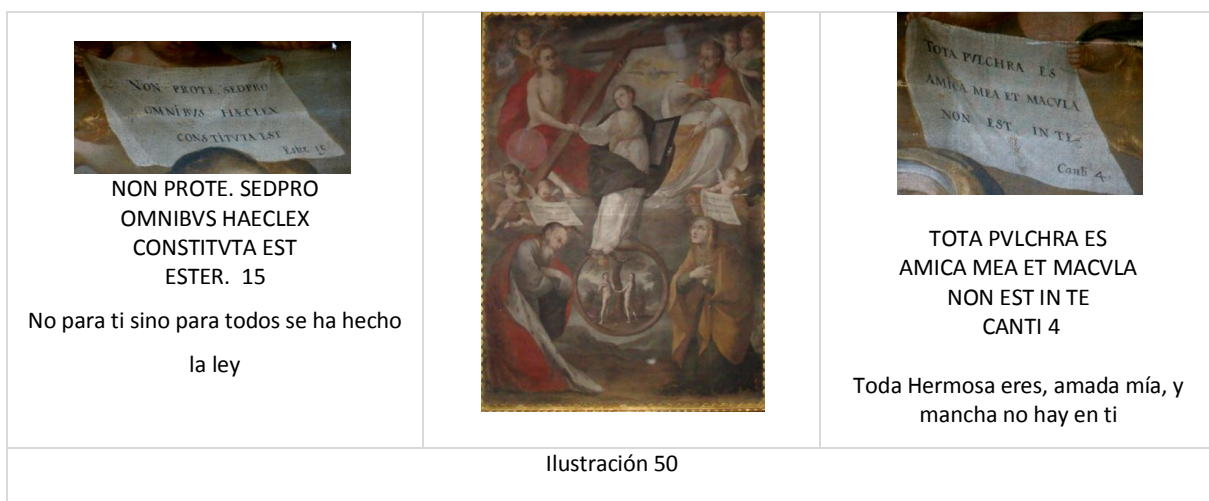 NON PROTE. SEDPRO
OMNIBVS HAECLEX
CONSTITVTA EST
Estr. 15
NON PROTE. SEDPRO
OMNIBVS HAECLEX
CONSTITVTA EST
ESTER. 15
No para ti sino para todos se ha hecho
la ley
TOTA PVLCHRA ES
AMICA MEA ET MACVLA
NON EST IN TE
Canti 4
TOTA PVLCHRA ES
AMICA MEA ET MACVLA
NON EST IN TE
CANTI 4
Toda Hermosa eres, amada mía, y
mancha no hay en ti
Ilustración 50